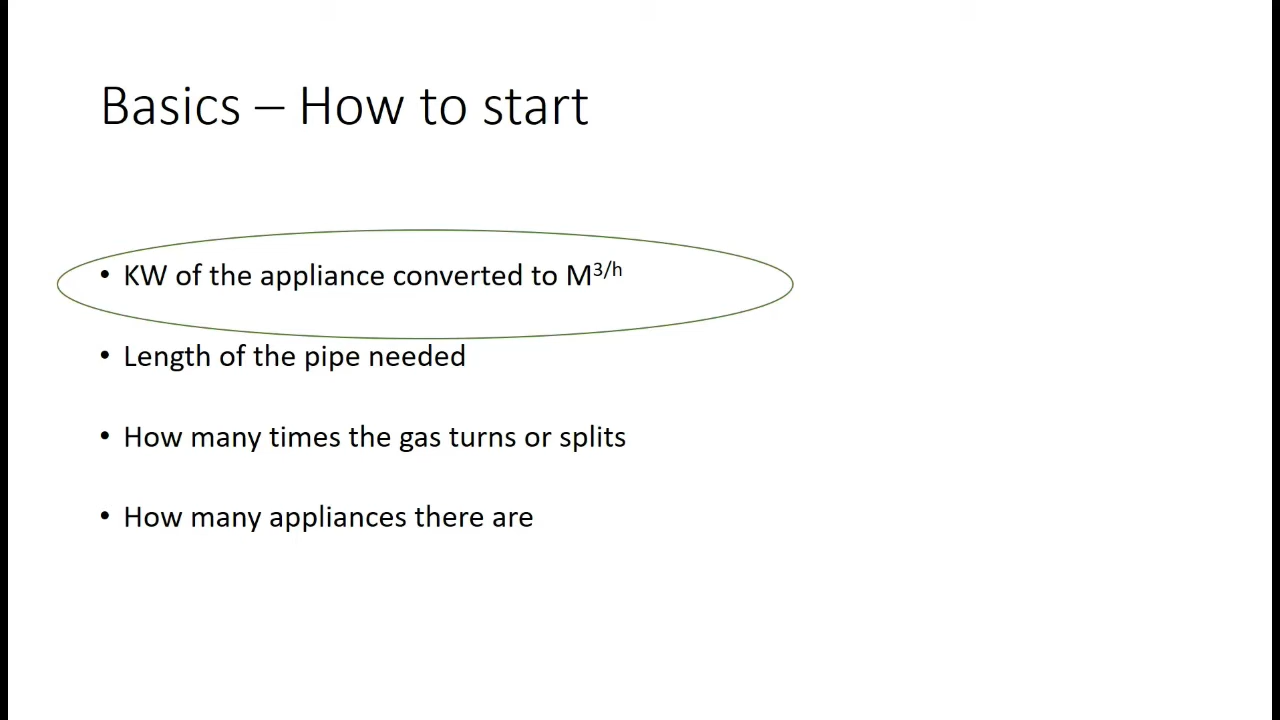 Basics – How to start
• KW of the appliance converted to M³/ʰ
• Length of the pipe needed
• How many times the gas turns or splits
• How many appliances there are